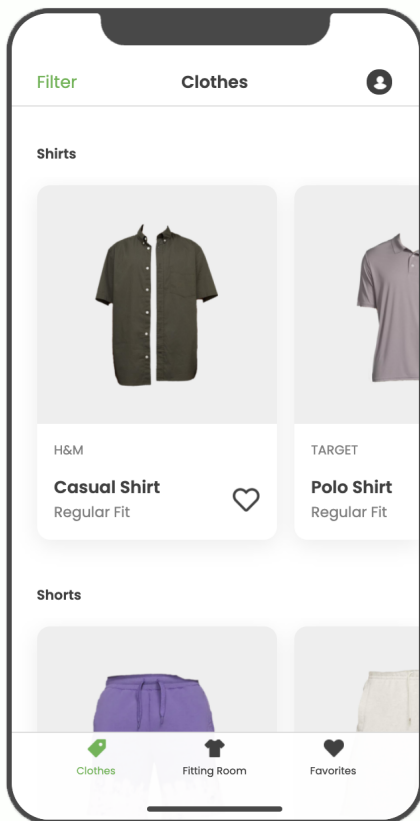 Filter
Clothes
Shirts
H&M
Casual Shirt
Regular Fit
TARGET
Polo Shirt
Regular Fit
Shorts
Clothes
Fitting Room
Favorites